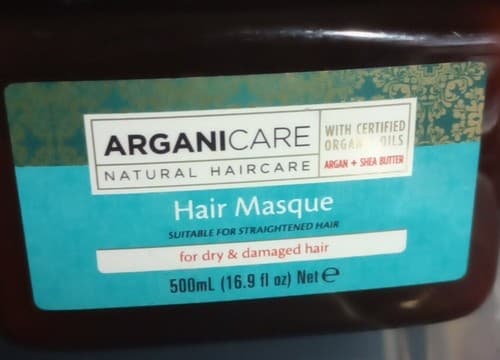 ARGANICARE
NATURAL HAIRCARE
WITH CERTIFIED
ORGANIC OILS
ARGAN + SHEA BUTTER
Hair Masque
SUITABLE FOR STRAIGHTENED HAIR
for dry & damaged hair
500mL (16.9 fl oz) Net e